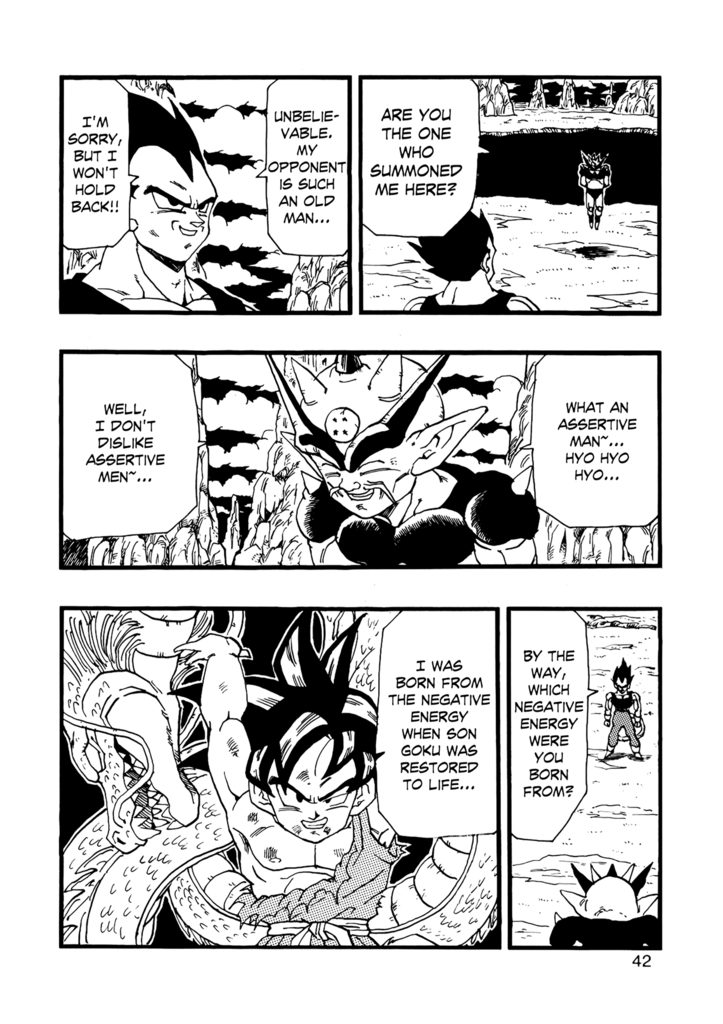 ARE YOU
THE ONE
WHO
SUMMONED
ME HERE?
UNBELIE-
VABLE.
MY
OPPONENT
IS SUCH
AN OLD
MAN...
I'M
SORRY,
BUT I
WON'T
HOLD
BACK!!
WHAT AN
ASSERTIVE
MAN~...
HYO HYO
HYO...
WELL,
I DON'T
DISLIKE
ASSERTIVE
MEN~...
BY THE
WAY,
WHICH
NEGATIVE
ENERGY
WERE
YOU
BORN
FROM?
I WAS
BORN FROM
THE NEGATIVE
ENERGY
WHEN SON
GOKU WAS
RESTORED
TO LIFE...
42